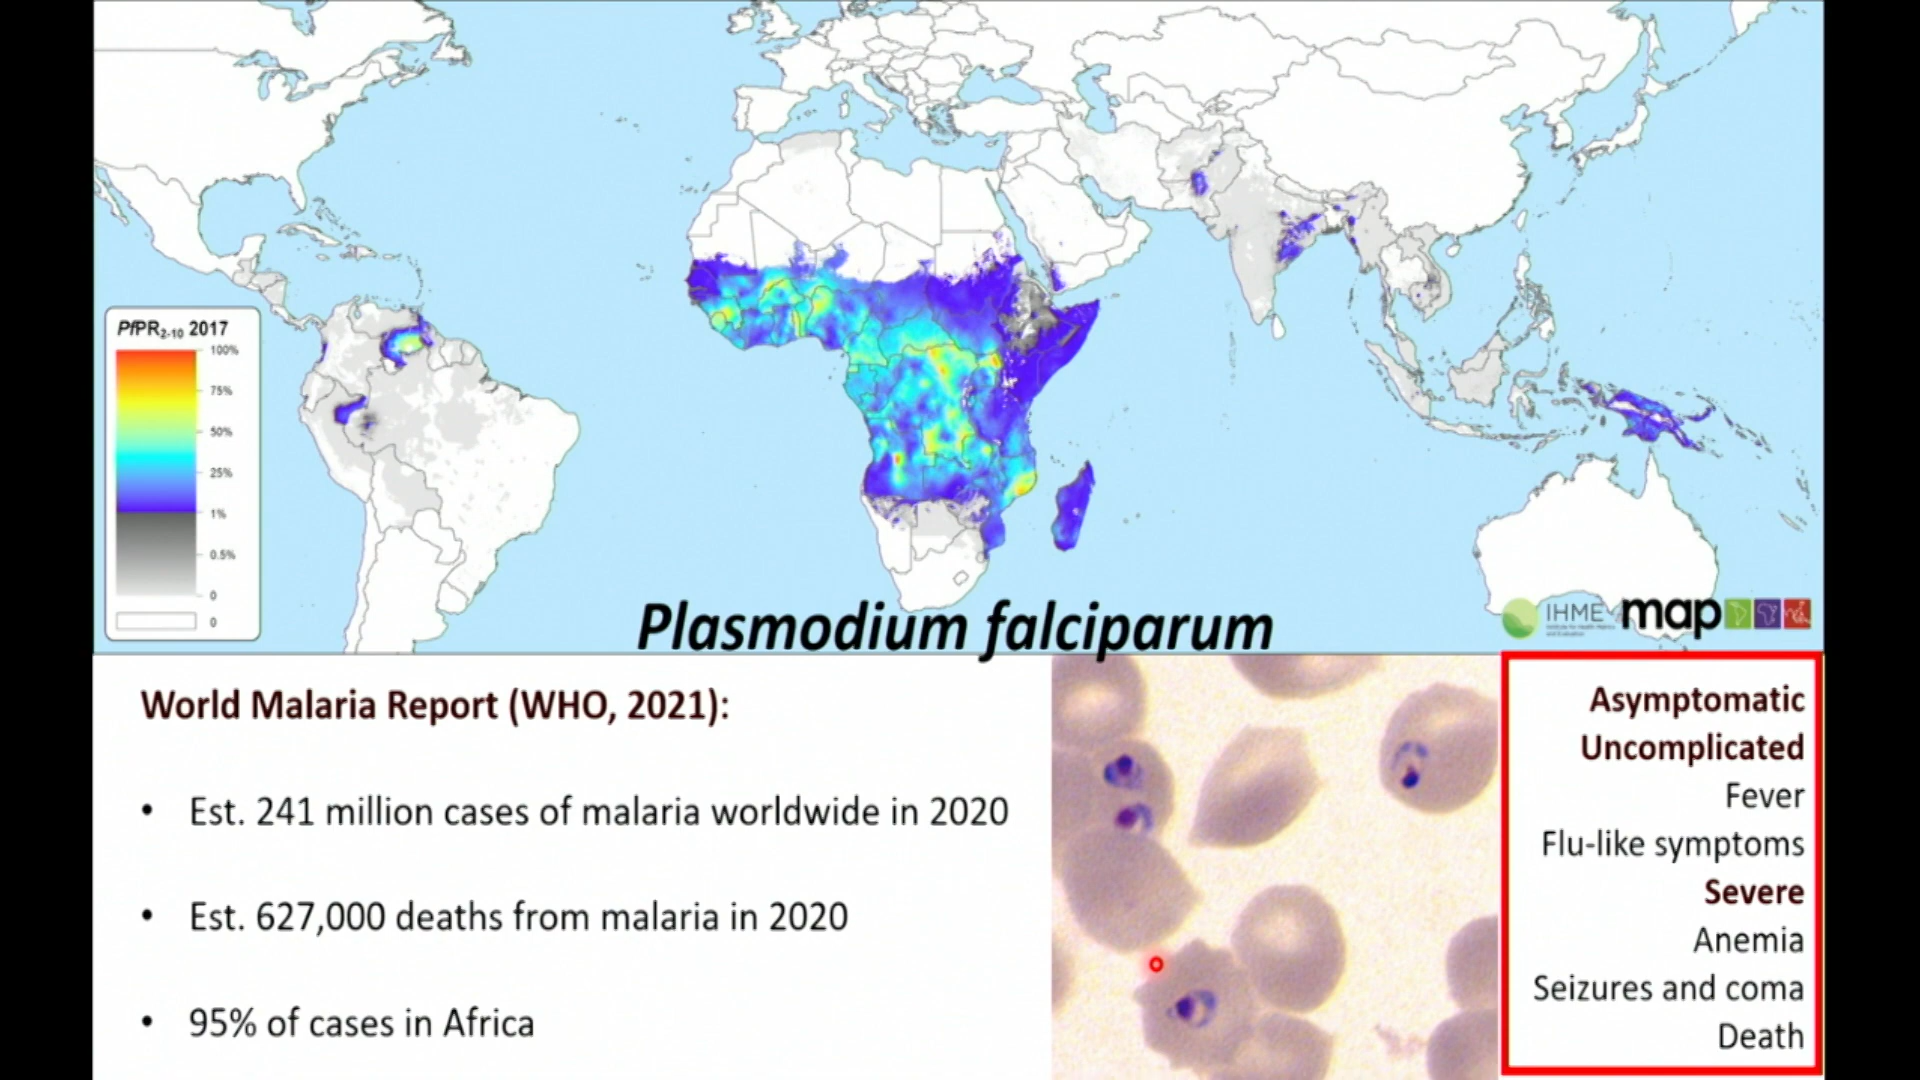 PfPR2-10 2017
100%
75%
50%
25%
1%
0.5%
0
0
Plasmodium falciparum
IHME
map
World Malaria Report (WHO, 2021):
• Est. 241 million cases of malaria worldwide in 2020
• Est. 627,000 deaths from malaria in 2020
• 95% of cases in Africa
Asymptomatic
Uncomplicated
Fever
Flu-like symptoms
Severe
Anemia
Seizures and coma
Death